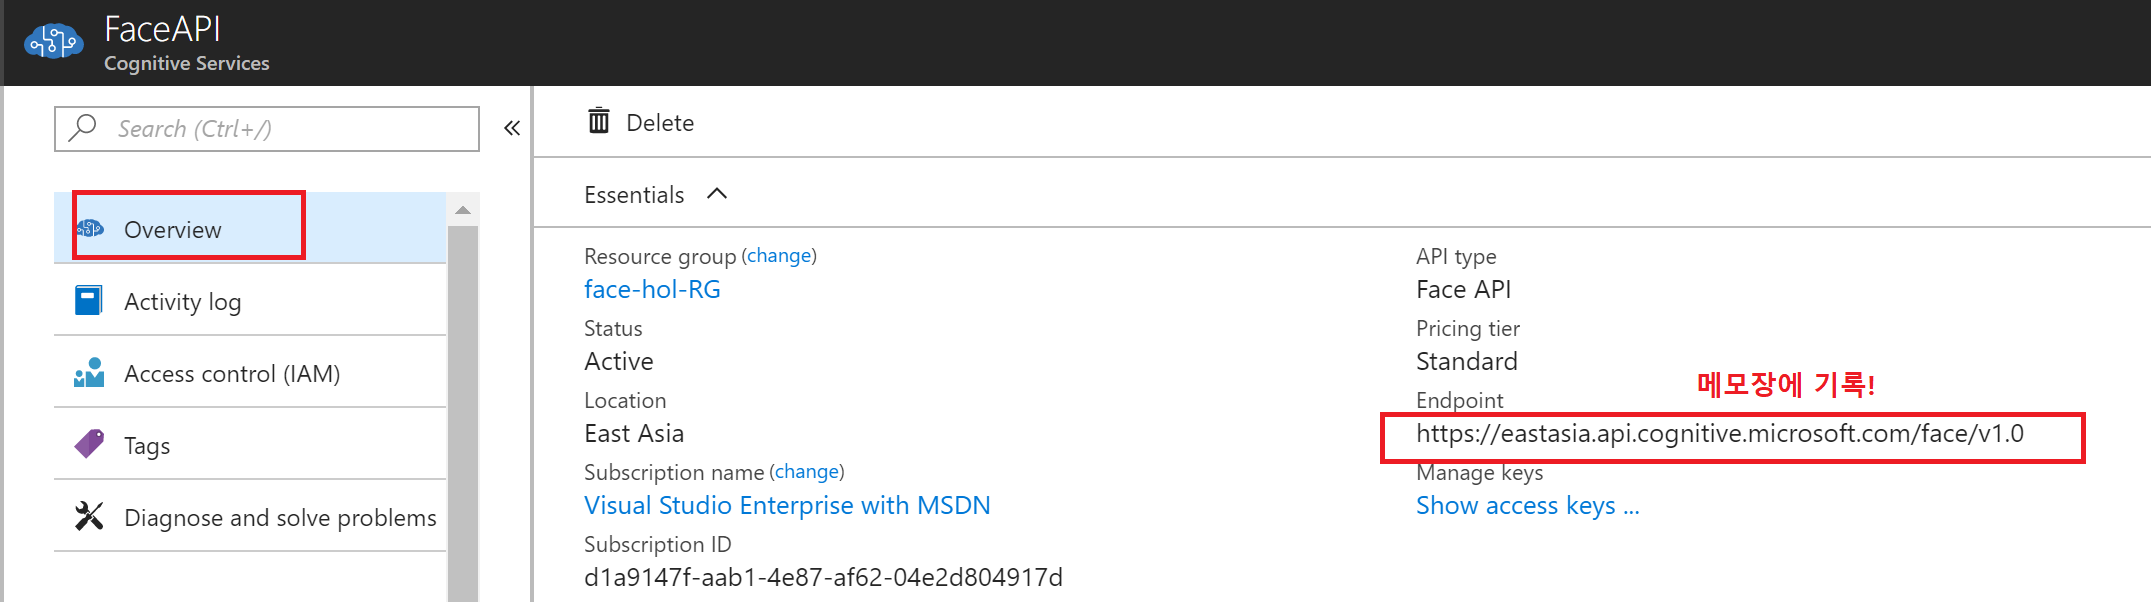 FaceAPI
Cognitive Services
Search (Ctrl+/)
Overview
Activity log
Access control (IAM)
Tags
Diagnose and solve problems
Delete
Essentials
Resource group (change)
face-hol-RG
Status
Active
Location
East Asia
Subscription name (change)
Visual Studio Enterprise with MSDN
Subscription ID
d1a9147f-aab1-4e87-af62-04e2d804917d
API type
Face API
Pricing tier
Standard
메모장에 기록!
Endpoint
https://eastasia.api.cognitive.microsoft.com/face/v1.0
Manage keys
Show access keys ...